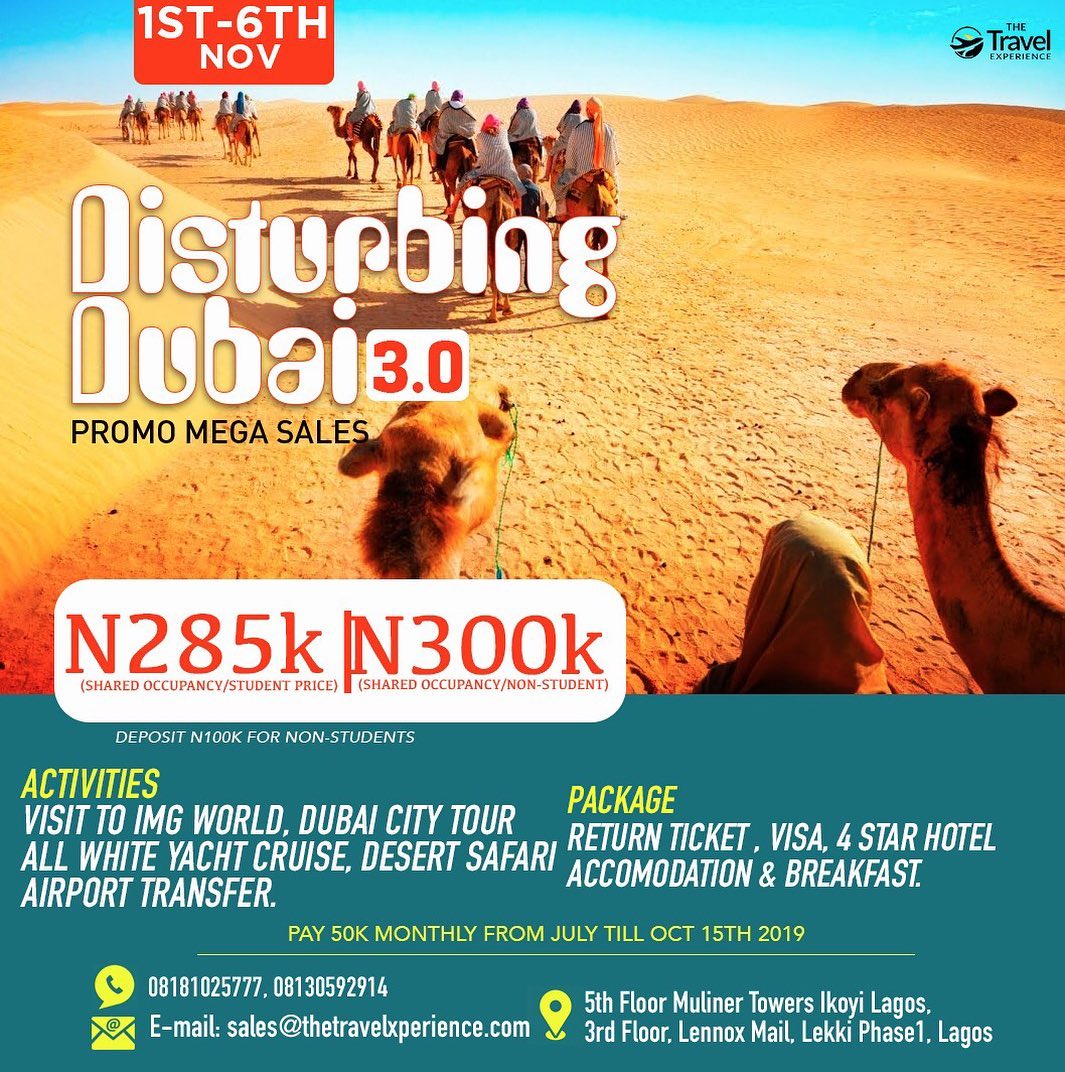 1ST-6TH
NOV
THE
Travel
EXPERIENCE
Disturbing
Dubai 3.0
PROMO MEGA SALES
N285k | N300k
(SHARED OCCUPANCY/STUDENT PRICE) (SHARED OCCUPANCY/NON-STUDENT)
DEPOSIT N100K FOR NON-STUDENTS
ACTIVITIES
VISIT TO IMG WORLD, DUBAI CITY TOUR
ALL WHITE YACHT CRUISE, DESERT SAFARI
AIRPORT TRANSFER.
PACKAGE
RETURN TICKET , VISA, 4 STAR HOTEL
ACCOMODATION & BREAKFAST.
PAY 50K MONTHLY FROM JULY TILL OCT 15TH 2019
08181025777, 08130592914
E-mail: sales@thetravelxperience.com
5th Floor Muliner Towers Ikoyi Lagos,
3rd Floor, Lennox Mail, Lekki Phase1, Lagos